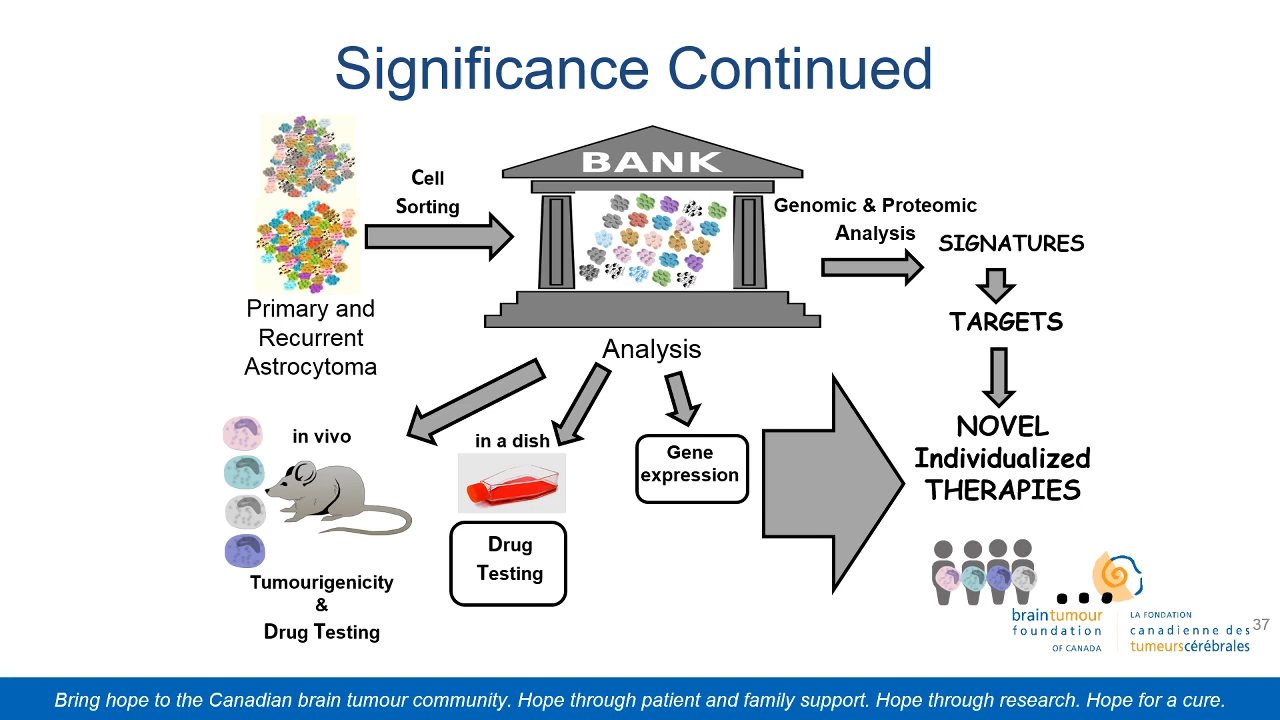 Significance Continued
BANK
Cell
Sorting
Genomic & Proteomic
Analysis
SIGNATURES
TARGETS
NOVEL
Individualized
THERAPIES
Primary and
Recurrent
Astrocytoma
Analysis
in vivo
in a dish
Gene
expression
Drug
Testing
Tumourigenicity
&
Drug Testing
braintumour
foundation
OF CANADA
LA FONDATION
canadienne des
tumeurscérébrales
37
Bring hope to the Canadian brain tumour community. Hope through patient and family support. Hope through research. Hope for a cure.